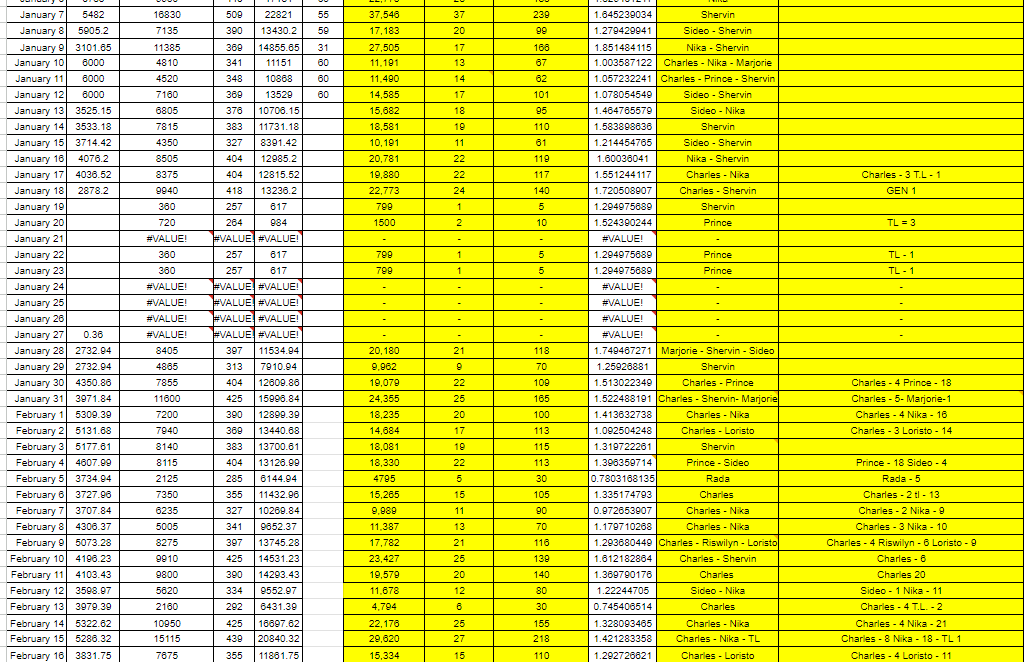 January 7 5482 16830 509 22821 55 37,546 37 239 1.645239034 Shervin
January 8 5905.2 7135 390 13430.2 59 17,183 20 99 1.279429941 Sideo - Shervin
January 9 3101.65 11385 369 14855.65 31 27,505 17 166 1.851484115 Nika - Shervin
January 10 6000 4810 341 11151 60 11,191 13 67 1.003587122 Charles - Nika - Marjorie
January 11 6000 4520 348 10868 60 11,490 14 62 1.057232241 Charles - Prince - Shervin
January 12 6000 7160 369 13529 60 14,585 17 101 1.078054549 Sideo - Shervin
January 13 3525.15 6805 376 10706.15 15,682 18 95 1.464765579 Sideo - Nika
January 14 3533.18 7815 383 11731.18 18,581 19 110 1.583898636 Shervin
January 15 3714.42 4350 327 8391.42 10,191 11 61 1.214454765 Sideo - Shervin
January 16 4076.2 8505 404 12985.2 20,781 22 119 1.60036041 Nika - Shervin
January 17 4036.52 8375 404 12815.52 19,880 22 117 1.551244117 Charles - Nika Charles - 3 T.L - 1
January 18 2878.2 9940 418 13236.2 22,773 24 140 1.720508907 Charles - Shervin GEN 1
January 19 360 257 617 799 1 5 1.294975689 Shervin
January 20 720 264 984 1500 2 10 1.524390244 Prince TL = 3
January 21 #VALUE! #VALUE! #VALUE! - - - #VALUE! -
January 22 360 257 617 799 1 5 1.294975689 Prince TL - 1
January 23 360 257 617 799 1 5 1.294975689 Prince TL - 1
January 24 #VALUE! #VALUE! #VALUE! - - - #VALUE! - -
January 25 #VALUE! #VALUE! #VALUE! - - - #VALUE! - -
January 26 #VALUE! #VALUE! #VALUE! - - - #VALUE! - -
January 27 0.36 #VALUE! #VALUE! #VALUE! - - - #VALUE! - -
January 28 2732.94 8405 397 11534.94 20,180 21 118 1.749467271 Marjorie - Shervin - Sideo
January 29 2732.94 4865 313 7910.94 9,962 9 70 1.25926881 Shervin
January 30 4350.86 7855 404 12609.86 19,079 22 109 1.513022349 Charles - Prince Charles - 4 Prince - 18
January 31 3971.84 11600 425 15996.84 24,355 25 165 1.522488191 Charles - Shervin- Marjorie Charles - 5- Marjorie-1
February 1 5309.39 7200 390 12899.39 18,235 20 100 1.413632738 Charles - Nika Charles - 4 Nika - 16
February 2 5131.68 7940 369 13440.68 14,684 17 113 1.092504248 Charles - Loristo Charles - 3 Loristo - 14
February 3 5177.61 8140 383 13700.61 18,081 19 115 1.319722261 Shervin
February 4 4607.99 8115 404 13126.99 18,330 22 113 1.396359714 Prince - Sideo Prince - 18 Sideo - 4
February 5 3734.94 2125 285 6144.94 4795 5 30 0.7803168135 Rada Rada - 5
February 6 3727.96 7350 355 11432.96 15,265 15 105 1.335174793 Charles Charles - 2 tl - 13
February 7 3707.84 6235 327 10269.84 9,989 11 90 0.972653907 Charles - Nika Charles - 2 Nika - 9
February 8 4306.37 5005 341 9652.37 11,387 13 70 1.179710268 Charles - Nika Charles - 3 Nika - 10
February 9 5073.28 8275 397 13745.28 17,782 21 116 1.293680449 Charles - Riswilyn - Loristo Charles - 4 Riswilyn - 6 Loristo - 9
February 10 4196.23 9910 425 14531.23 23,427 25 139 1.612182864 Charles - Shervin Charles - 6
February 11 4103.43 9800 390 14293.43 19,579 20 140 1.369790176 Charles Charles 20
February 12 3598.97 5620 334 9552.97 11,678 12 80 1.22244705 Sideo - Nika Sideo - 1 Nika - 11
February 13 3979.39 2160 292 6431.39 4,794 6 30 0.745406514 Charles Charles - 4 T.L. - 2
February 14 5322.62 10950 425 16697.62 22,176 25 155 1.328093465 Charles - Nika Charles - 4 Nika - 21
February 15 5286.32 15115 439 20840.32 29,620 27 218 1.421283358 Charles - Nika - TL Charles - 8 Nika - 18 - TL 1
February 16 3831.75 7675 355 11861.75 15,334 15 110 1.292726621 Charles - Loristo Charles - 4 Loristo - 11